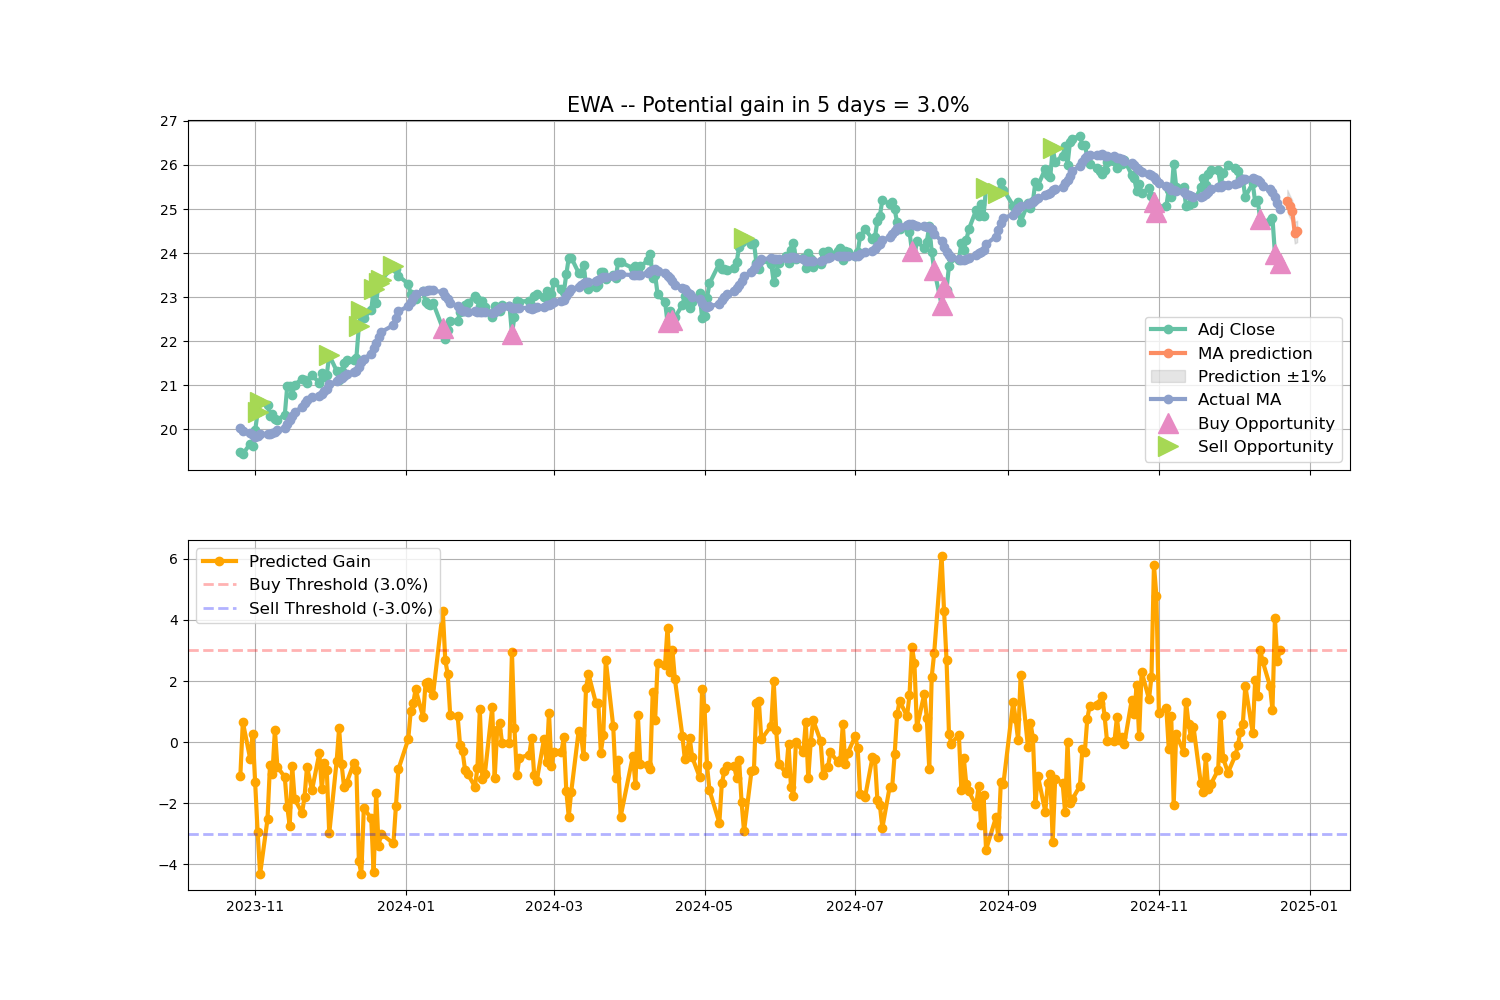 EWA -- Potential gain in 5 days = 3.0%
27
26
25
24
23
22
21
20
Adj Close
MA prediction
Prediction ±1%
Actual MA
Buy Opportunity
Sell Opportunity
6
4
2
0
−2
−4
Predicted Gain
Buy Threshold (3.0%)
Sell Threshold (-3.0%)
2023-11
2024-01
2024-03
2024-05
2024-07
2024-09
2024-11
2025-01